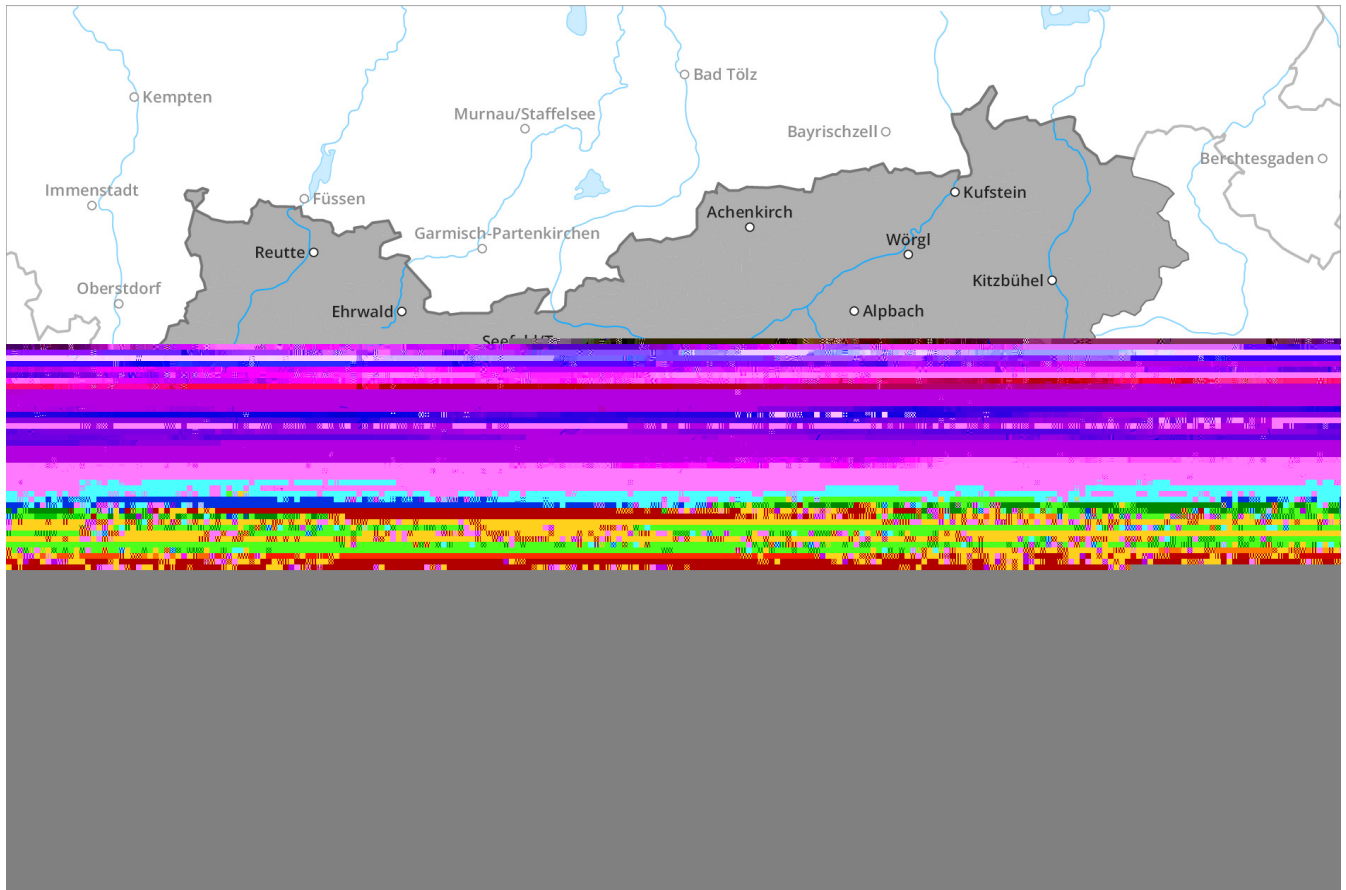 Bad Tölz
Kempten
Murnau/Staffelsee
Bayrischzell
Berchtesgaden
Immenstadt
Füssen
Kufstein
Achenkirch
Garmisch-Partenkirchen
Wörgl
Reutte
Kitzbühel
Oberstdorf
Ehrwald
Alpbach